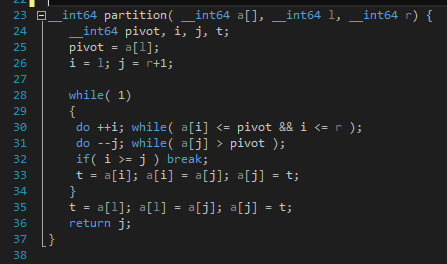 23 __int64 partition( __int64 a[], __int64 l, __int64 r) {
24 __int64 pivot, i, j, t;
25 pivot = a[l];
26 i = l; j = r+1;
27
28 while( 1)
29 {
30 do ++i; while( a[i] <= pivot && i <= r );
31 do --j; while( a[j] > pivot );
32 if( i >= j ) break;
33 t = a[i]; a[i] = a[j]; a[j] = t;
34 }
35 t = a[l]; a[l] = a[j]; a[j] = t;
36 return j;
37 }
38